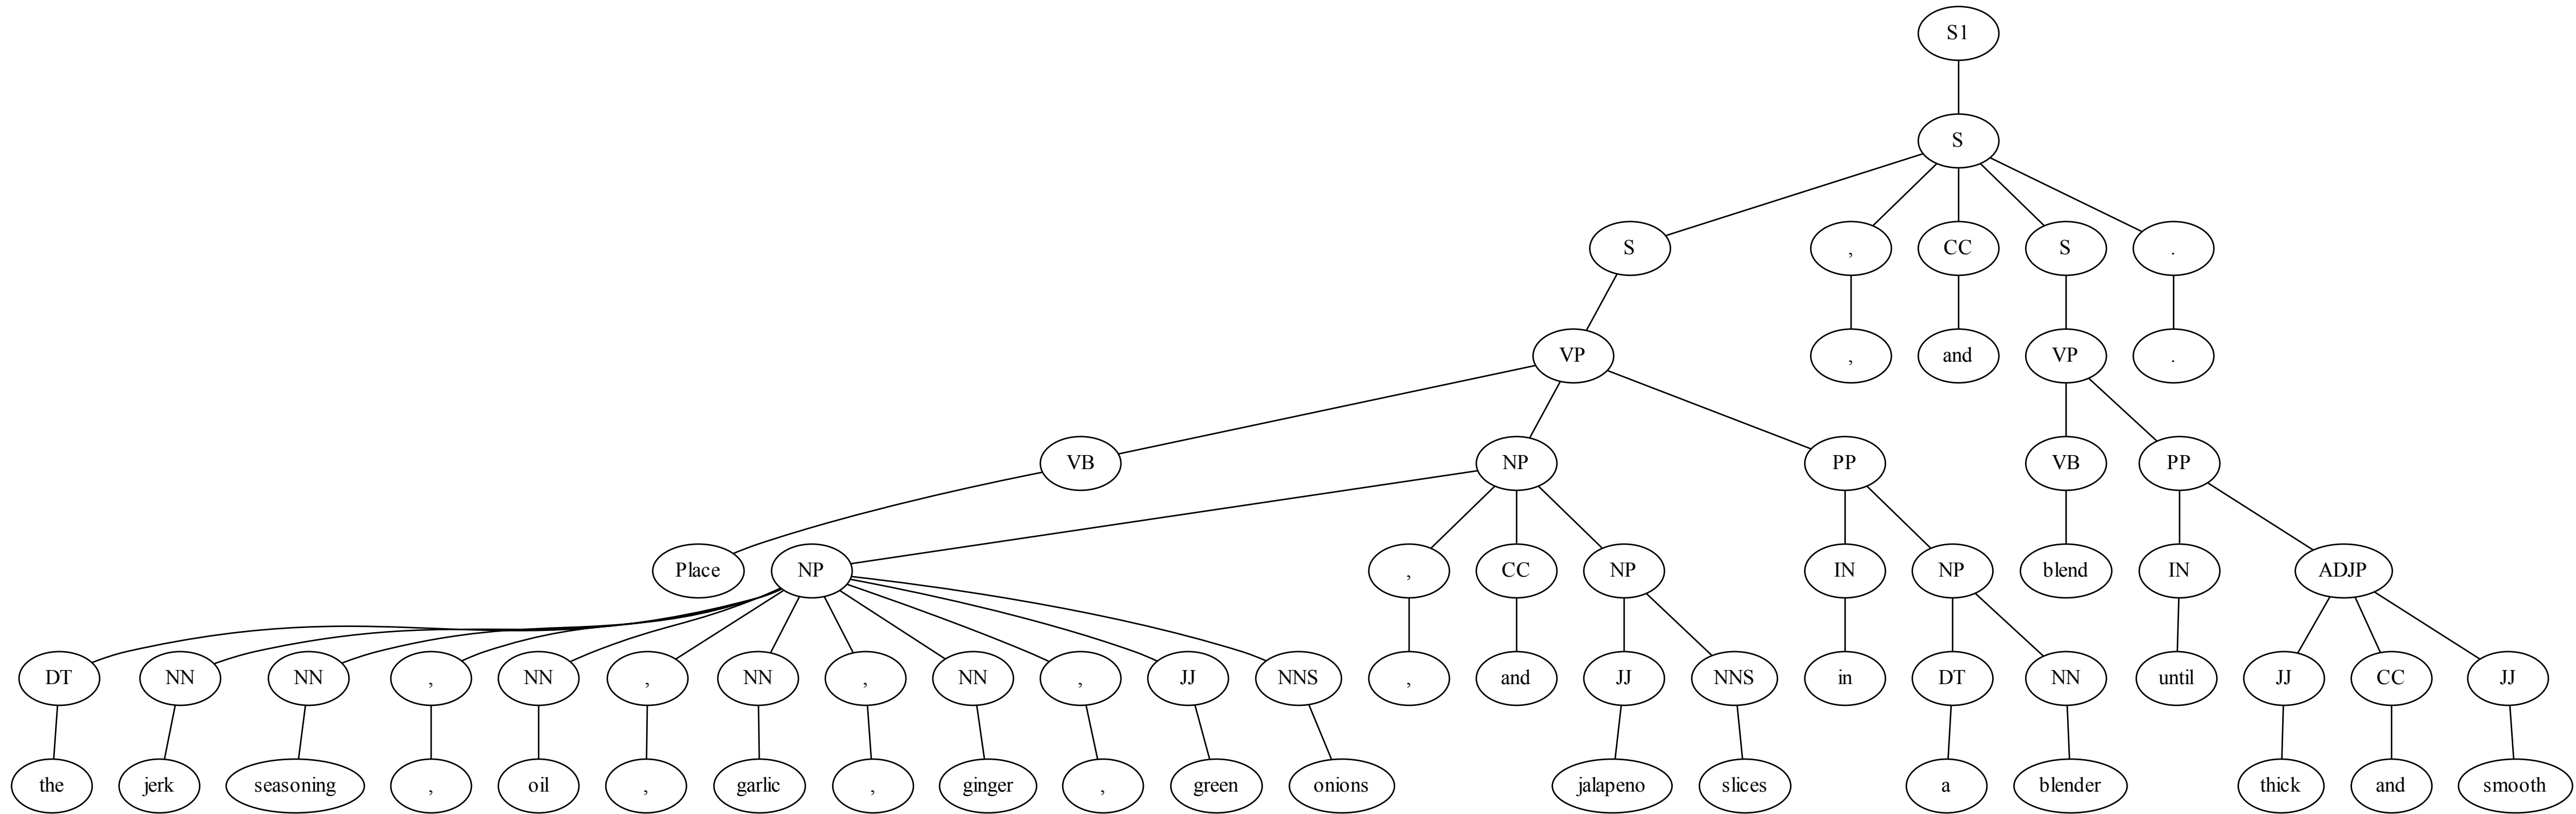 S1
S
S , CC S .
VP , and VP .
VB NP PP VB PP
Place NP , CC NP IN NP blend IN ADJP
DT NN NN , NN , NN , NN , JJ NNS , and JJ NNS in DT NN until JJ CC JJ
the jerk seasoning , oil , garlic , ginger , green onions jalapeno slices a blender thick and smooth